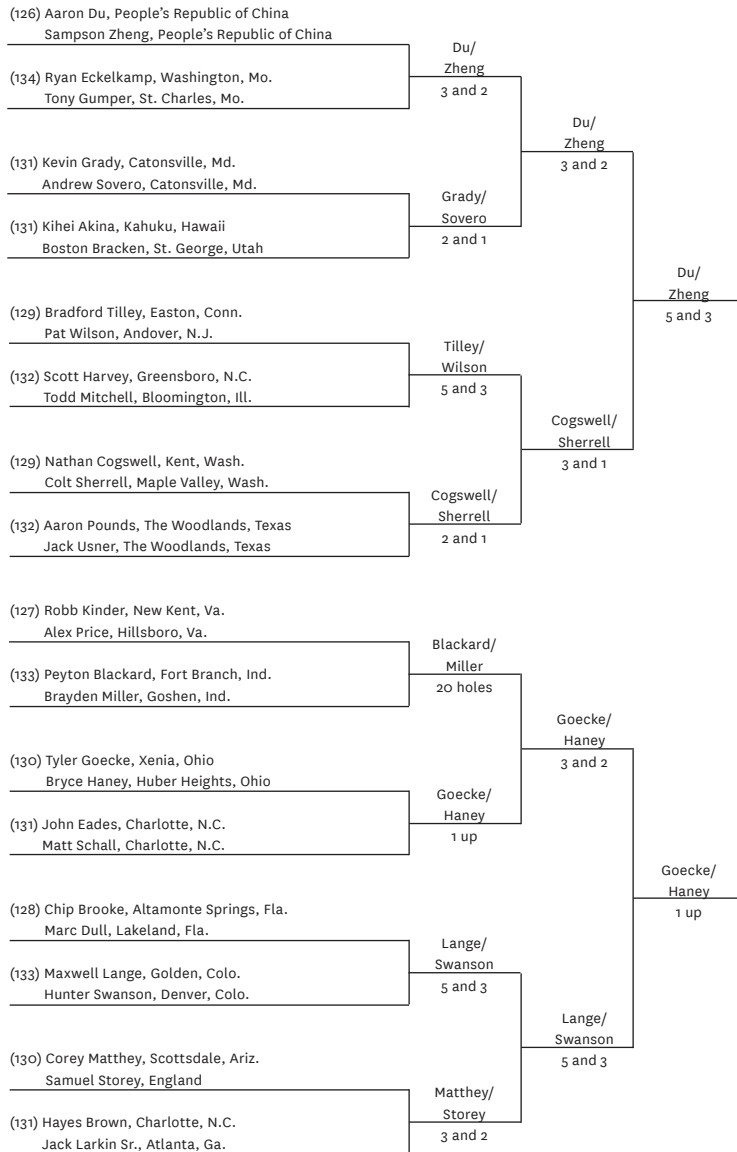 (126) Aaron Du, People’s Republic of China
Sampson Zheng, People’s Republic of China
(134) Ryan Eckelkamp, Washington, Mo.
Tony Gumper, St. Charles, Mo.
(131) Kevin Grady, Catonsville, Md.
Andrew Sovero, Catonsville, Md.
(131) Kihei Akina, Kahuku, Hawaii
Boston Bracken, St. George, Utah
(129) Bradford Tilley, Easton, Conn.
Pat Wilson, Andover, N.J.
(132) Scott Harvey, Greensboro, N.C.
Todd Mitchell, Bloomington, Ill.
(129) Nathan Cogswell, Kent, Wash.
Colt Sherrell, Maple Valley, Wash.
(132) Aaron Pounds, The Woodlands, Texas
Jack Usner, The Woodlands, Texas
(127) Robb Kinder, New Kent, Va.
Alex Price, Hillsboro, Va.
(133) Peyton Blackard, Fort Branch, Ind.
Brayden Miller, Goshen, Ind.
(130) Tyler Goecke, Xenia, Ohio
Bryce Haney, Huber Heights, Ohio
(131) John Eades, Charlotte, N.C.
Matt Schall, Charlotte, N.C.
(128) Chip Brooke, Altamonte Springs, Fla.
Marc Dull, Lakeland, Fla.
(133) Maxwell Lange, Golden, Colo.
Hunter Swanson, Denver, Colo.
(130) Corey Matthey, Scottsdale, Ariz.
Samuel Storey, England
(131) Hayes Brown, Charlotte, N.C.
Jack Larkin Sr., Atlanta, Ga.
Du/
Zheng
3 and 2
Grady/
Sovero
2 and 1
Tilley/
Wilson
5 and 3
Cogswell/
Sherrell
2 and 1
Blackard/
Miller
20 holes
Goecke/
Haney
1 up
Lange/
Swanson
5 and 3
Matthey/
Storey
3 and 2
Du/
Zheng
3 and 2
Cogswell/
Sherrell
3 and 1
Goecke/
Haney
3 and 2
Lange/
Swanson
5 and 3
Du/
Zheng
5 and 3
Goecke/
Haney
1 up